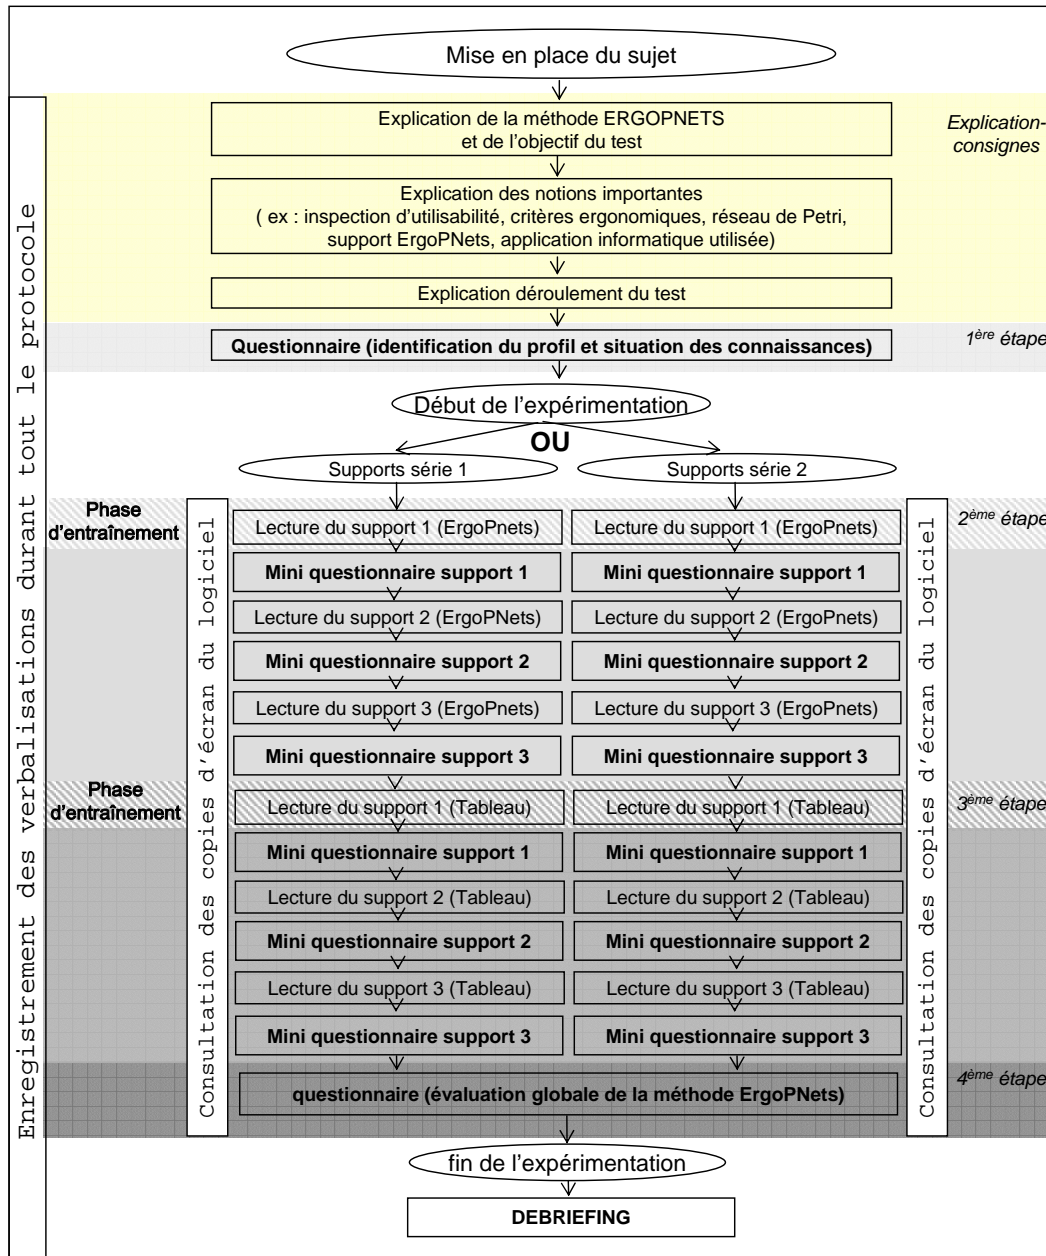 Mise en place du sujet
Explication de la méthode ERGOPNETS
et de l'objectif du test
Explication-
consignes
Explication des notions importantes
( ex : inspection d'utilisabilité, critères ergonomiques, réseau de Petri,
support ErgoPNets, application informatique utilisée)
Explication déroulement du test
Questionnaire (identification du profil et situation des connaissances)
1ère étape
Début de l'expérimentation
OU
Supports série 1
Supports série 2
Enregistrement des verbalisations durant tout le protocole
Phase
d'entraînement
Consultation des copies d'écran du logiciel
Lecture du support 1 (ErgoPnets)
Lecture du support 1 (ErgoPnets)
Consultation des copies d'écran du logiciel
2ème étape
Mini questionnaire support 1
Mini questionnaire support 1
Lecture du support 2 (ErgoPNets)
Lecture du support 2 (ErgoPnets)
Mini questionnaire support 2
Mini questionnaire support 2
Lecture du support 3 (ErgoPnets)
Lecture du support 3 (ErgoPnets)
Mini questionnaire support 3
Mini questionnaire support 3
Phase
d'entraînement
Lecture du support 1 (Tableau)
Lecture du support 1 (Tableau)
3ème étape
Mini questionnaire support 1
Mini questionnaire support 1
Lecture du support 2 (Tableau)
Lecture du support 2 (Tableau)
Mini questionnaire support 2
Mini questionnaire support 2
Lecture du support 3 (Tableau)
Lecture du support 3 (Tableau)
Mini questionnaire support 3
Mini questionnaire support 3
questionnaire (évaluation globale de la méthode ErgoPNets)
4ème étape
fin de l'expérimentation
DEBRIEFING